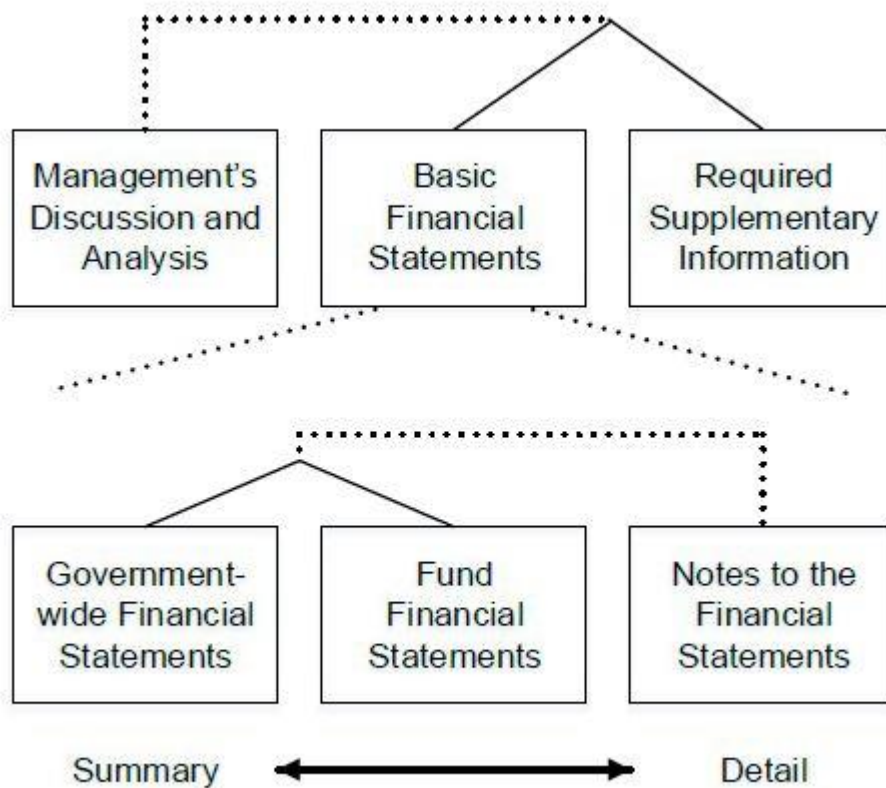 Management's
Discussion and
Analysis
Basic
Financial
Statements
Required
Supplementary
Information
Government-
wide Financial
Statements
Fund
Financial
Statements
Notes to the
Financial
Statements
Summary
Detail